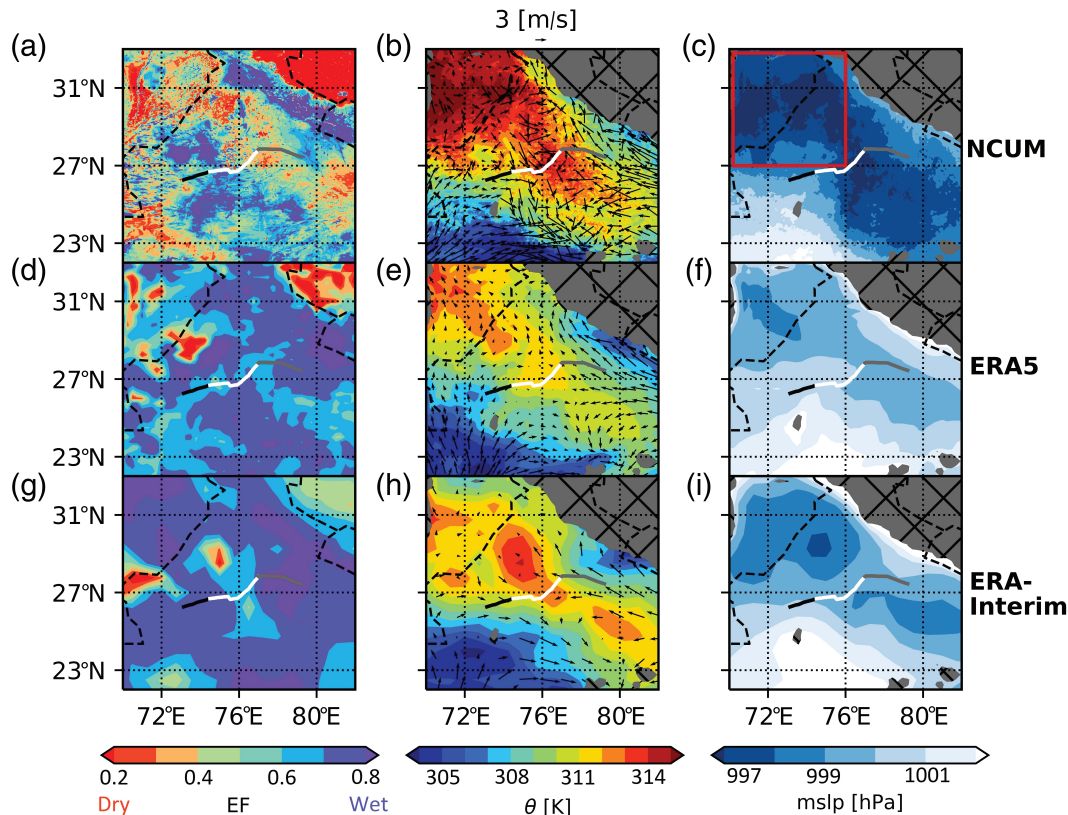 3 [m/s]
(a)
(b)
(c)
31°N
27°N
23°N
NCUM
(d)
(e)
(f)
31°N
27°N
23°N
ERA5
(g)
(h)
(i)
31°N
27°N
23°N
ERA-
Interim
72°E 76°E 80°E
72°E 76°E 80°E
72°E 76°E 80°E
0.2 0.4 0.6 0.8
Dry EF Wet
305 308 311 314
θ [K]
997 999 1001
mslp [hPa]